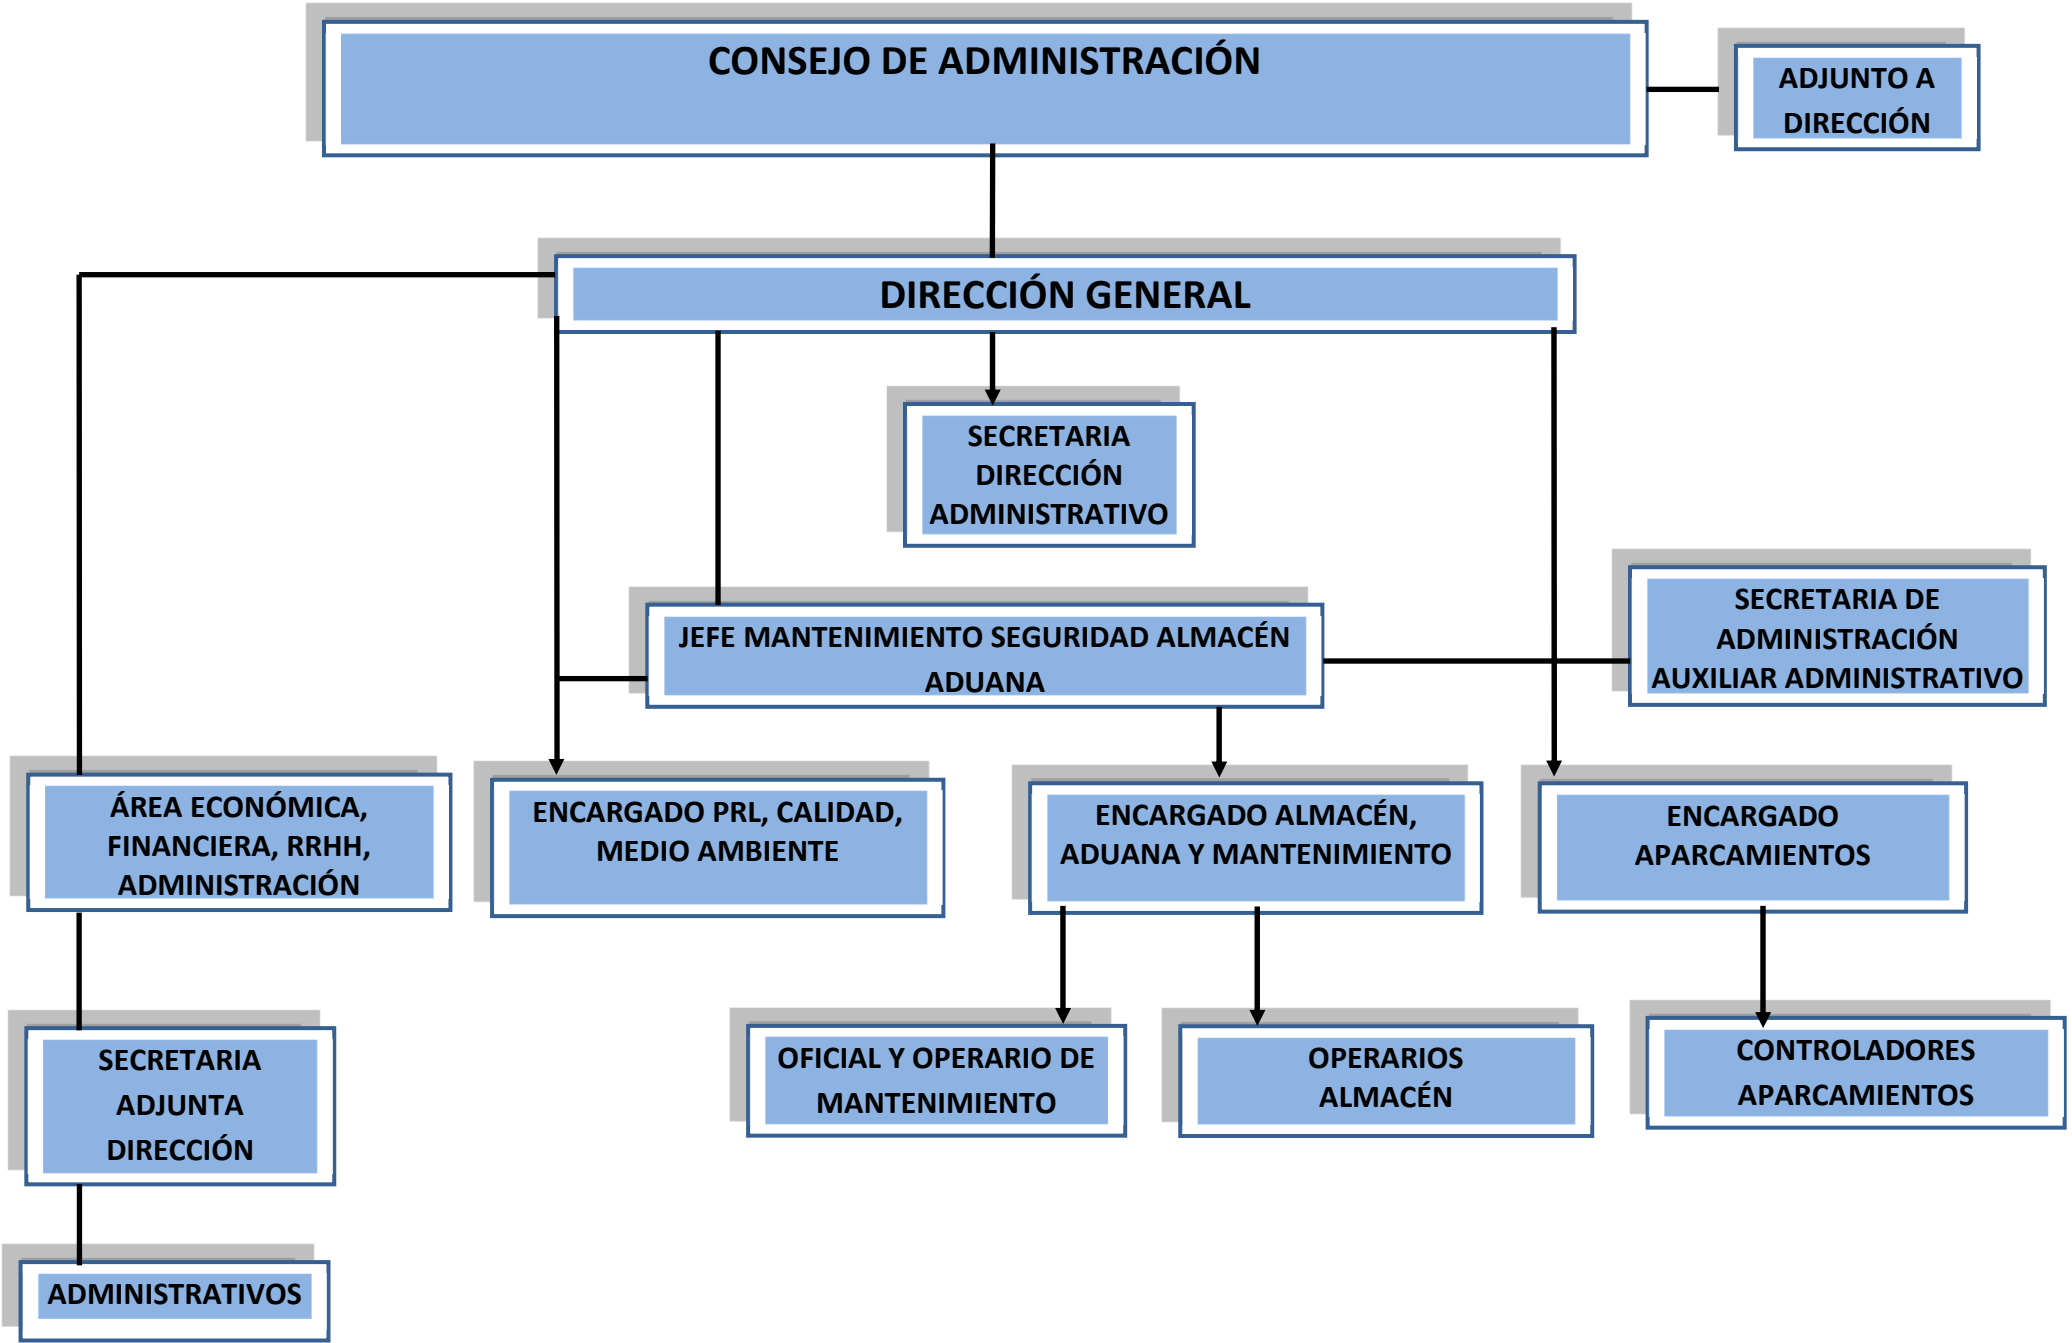 CONSEJO DE ADMINISTRACIÓN
ADJUNTO A
DIRECCIÓN
DIRECCIÓN GENERAL
SECRETARIA
DIRECCIÓN
ADMINISTRATIVO
JEFE MANTENIMIENTO SEGURIDAD ALMACÉN
ADUANA
SECRETARIA DE
ADMINISTRACIÓN
AUXILIAR ADMINISTRATIVO
ÁREA ECONÓMICA,
FINANCIERA, RRHH,
ADMINISTRACIÓN
ENCARGADO PRL, CALIDAD,
MEDIO AMBIENTE
ENCARGADO ALMACÉN,
ADUANA Y MANTENIMIENTO
ENCARGADO
APARCAMIENTOS
SECRETARIA
ADJUNTA
DIRECCIÓN
OFICIAL Y OPERARIO DE
MANTENIMIENTO
OPERARIOS
ALMACÉN
CONTROLADORES
APARCAMIENTOS
ADMINISTRATIVOS